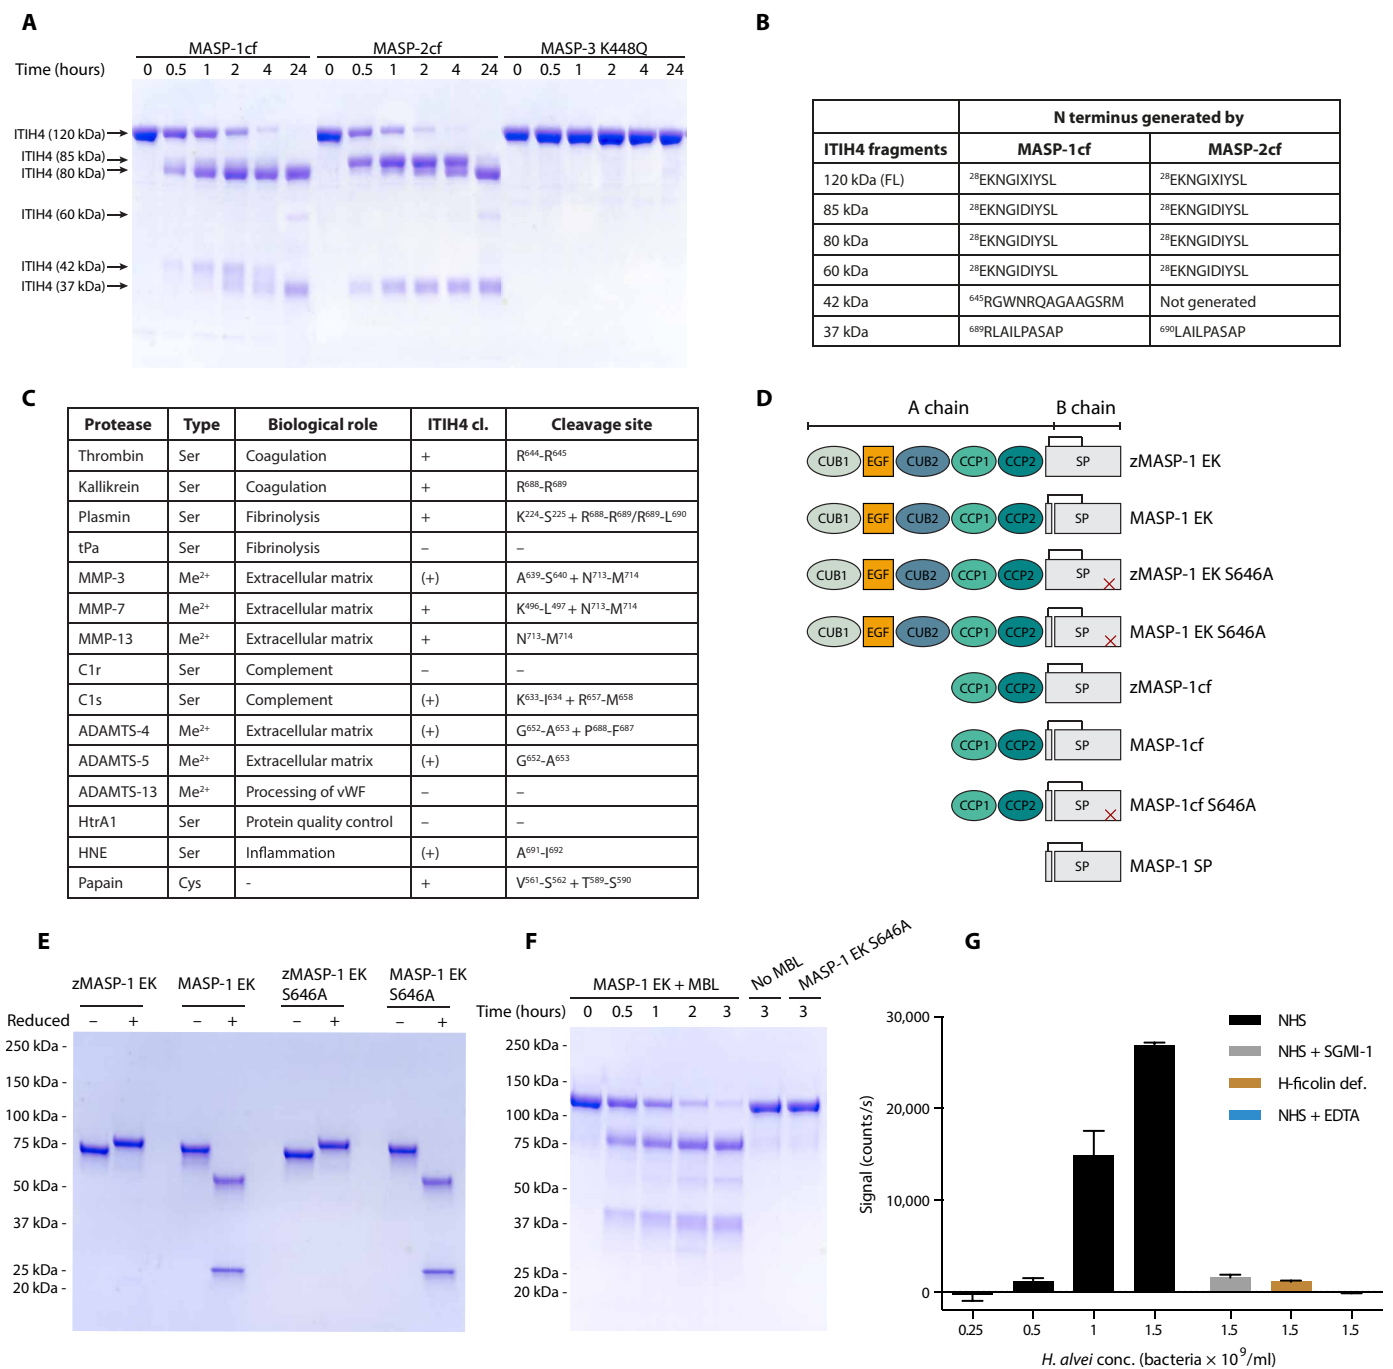 A
MASP-1cf MASP-2cf MASP-3 K448Q
Time (hours) 0 0.5 1 2 4 24 0 0.5 1 2 4 24 0 0.5 1 2 4 24
ITIH4 (120 kDa)
ITIH4 (85 kDa)
ITIH4 (80 kDa)
ITIH4 (60 kDa)
ITIH4 (42 kDa)
ITIH4 (37 kDa)
B
N terminus generated by
ITIH4 fragments MASP-1cf MASP-2cf
120 kDa (FL) ²⁸EKNGIXIYSL ²⁸EKNGIXIYSL
85 kDa ²⁸EKNGIDIYSL ²⁸EKNGIDIYSL
80 kDa ²⁸EKNGIDIYSL ²⁸EKNGIDIYSL
60 kDa ²⁸EKNGIDIYSL ²⁸EKNGIDIYSL
42 kDa ⁶⁴⁵RGWNRQAGAAGSRM Not generated
37 kDa ⁶⁸⁹RLAILPASAP ⁶⁹⁰LAILPASAP
C
Protease Type Biological role ITIH4 cl. Cleavage site
Thrombin Ser Coagulation + R⁶⁴⁴-R⁶⁴⁵
Kallikrein Ser Coagulation + R⁶⁸⁸-R⁶⁸⁹
Plasmin Ser Fibrinolysis + K²²⁴-S²²⁵ + R⁶⁸⁸-R⁶⁸⁹/R⁶⁸⁹-L⁶⁹⁰
tPa Ser Fibrinolysis – –
MMP-3 Me²⁺ Extracellular matrix (+) A⁶³⁹-S⁶⁴⁰ + N⁷¹³-M⁷¹⁴
MMP-7 Me²⁺ Extracellular matrix + K⁴⁹⁶-L⁴⁹⁷ + N⁷¹³-M⁷¹⁴
MMP-13 Me²⁺ Extracellular matrix + N⁷¹³-M⁷¹⁴
C1r Ser Complement – –
C1s Ser Complement (+) K⁶³³-I⁶³⁴ + R⁶⁵⁷-M⁶⁵⁸
ADAMTS-4 Me²⁺ Extracellular matrix (+) G⁶⁵²-A⁶⁵³ + P⁶⁸⁸-F⁶⁸⁷
ADAMTS-5 Me²⁺ Extracellular matrix (+) G⁶⁵²-A⁶⁵³
ADAMTS-13 Me²⁺ Processing of vWF – –
HtrA1 Ser Protein quality control – –
HNE Ser Inflammation (+) A⁶⁹¹-I⁶⁹²
Papain Cys - + V⁵⁶¹-S⁵⁶² + T⁵⁸⁹-S⁵⁹⁰
D
A chain B chain
CUB1 EGF CUB2 CCP1 CCP2 SP zMASP-1 EK
CUB1 EGF CUB2 CCP1 CCP2 SP MASP-1 EK
CUB1 EGF CUB2 CCP1 CCP2 SP zMASP-1 EK S646A
CUB1 EGF CUB2 CCP1 CCP2 SP MASP-1 EK S646A
CCP1 CCP2 SP zMASP-1cf
CCP1 CCP2 SP MASP-1cf
CCP1 CCP2 SP MASP-1cf S646A
SP MASP-1 SP
E
zMASP-1 EK MASP-1 EK zMASP-1 EK S646A MASP-1 EK S646A
Reduced – + – + – + – +
250 kDa -
150 kDa -
100 kDa -
75 kDa -
50 kDa -
37 kDa -
25 kDa -
20 kDa -
F
MASP-1 EK + MBL No MBL MASP-1 EK S646A
Time (hours) 0 0.5 1 2 3 3 3
250 kDa -
150 kDa -
100 kDa -
75 kDa -
50 kDa -
37 kDa -
25 kDa -
20 kDa -
G
Signal (counts/s)
30,000
20,000
10,000
0
NHS
NHS + SGMI-1
H-ficolin def.
NHS + EDTA
0.25 0.5 1 1.5 1.5 1.5 1.5
H. alvei conc. (bacteria × 10⁹/ml)